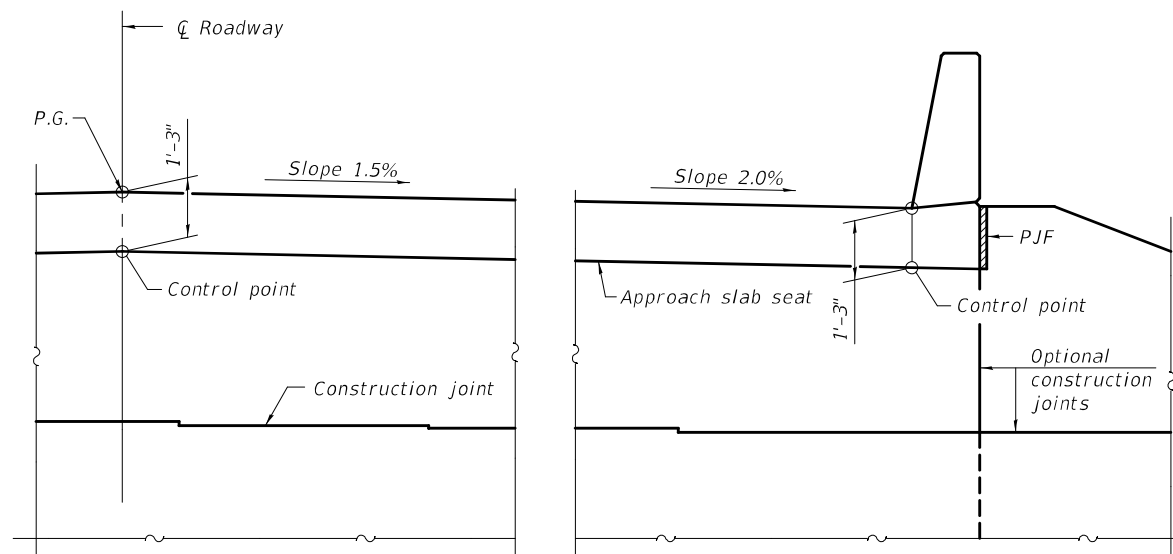 ℄ Roadway
P.G.
1'-3"
Slope 1.5%
Control point
Construction joint
Slope 2.0%
PJF
Approach slab seat
1'-3"
Control point
Optional
construction
joints